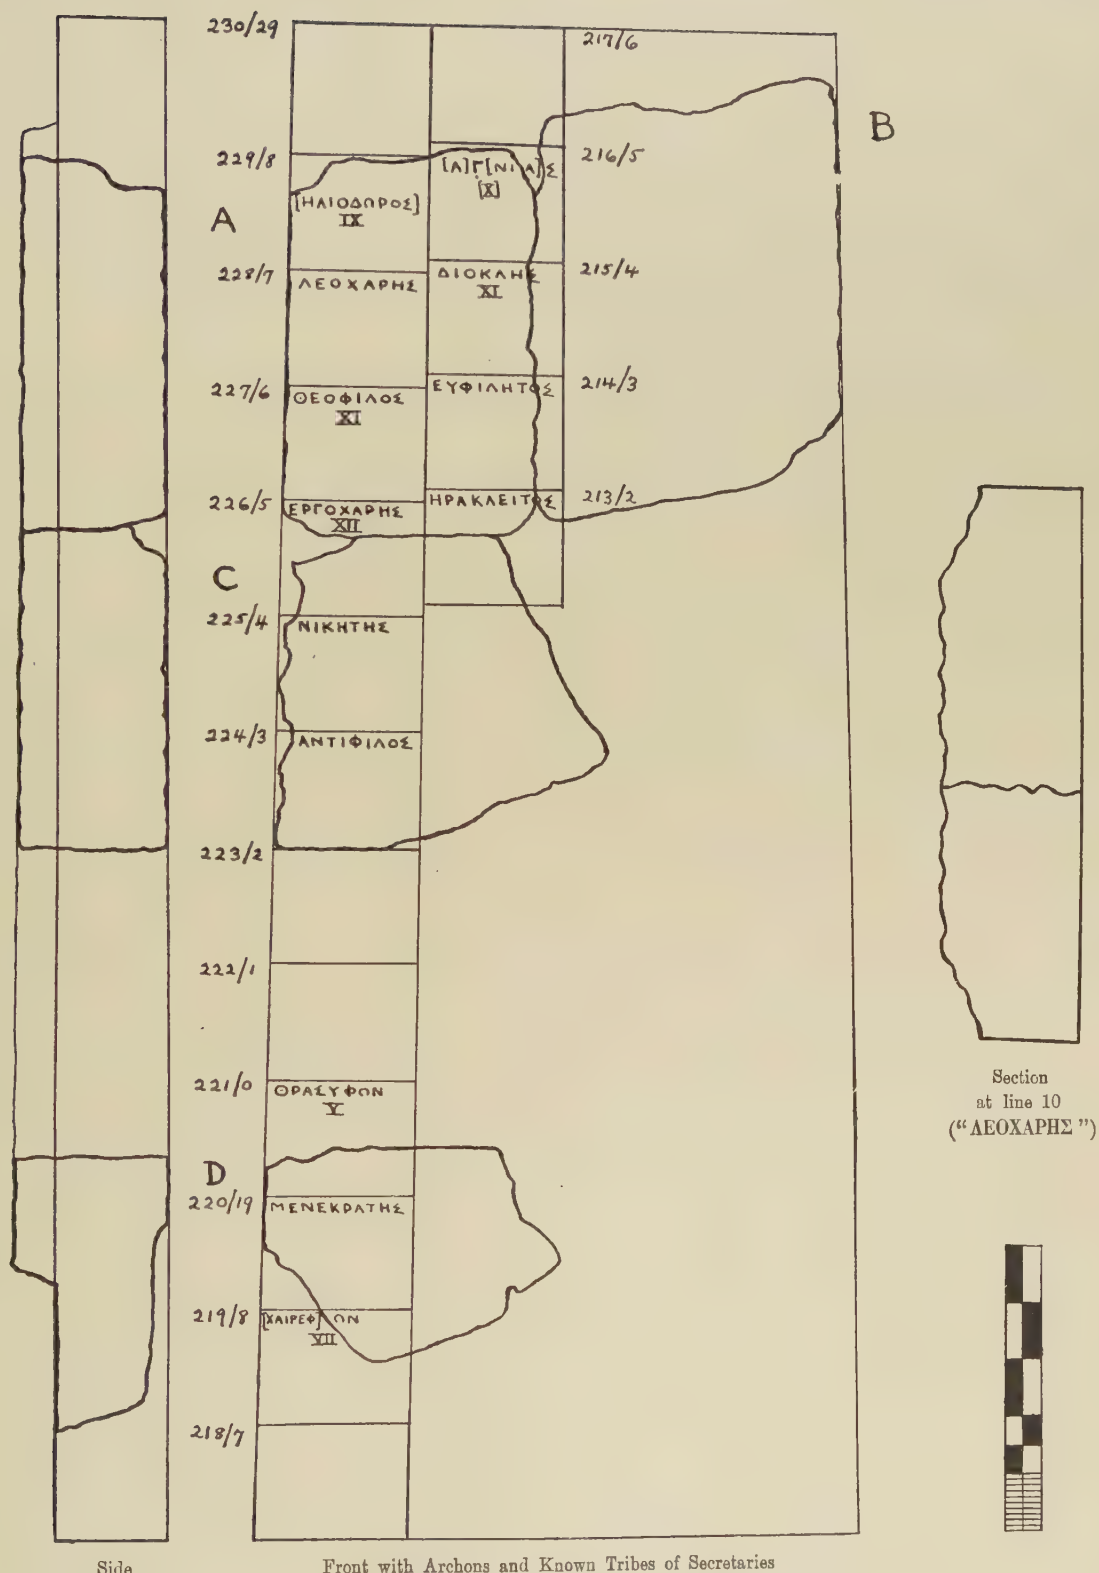 230/29
217/6
B
229/8
[Α]Γ̣[ΝΙΑ]Σ
[X]
216/5
A
[ΗΛΙΟΔΩΡΟΣ]
IX
228/7
ΛΕΟΧΑΡΗΣ
ΔΙΟΚΛΗΣ
XI
215/4
227/6
ΘΕΟΦΙΛΟΣ
XI
ΕΥΦΙΛΗΤΟΣ
214/3
226/5
ΕΡΓΟΧΑΡΗΣ
XII
ΗΡΑΚΛΕΙΤΟΣ
213/2
C
225/4
ΝΙΚΗΤΗΣ
224/3
ΑΝΤΙΦΙΛΟΣ
223/2
222/1
221/0
ΘΡΑΣΥΦΩΝ
V
Section
at line 10
(“ΛΕΟΧΑΡΗΣ”)
D
220/19
ΜΕΝΕΚΡΑΤΗΣ
219/8
[ΧΑΙΡΕΦ]ΩΝ
VII
218/7
Side
Front with Archons and Known Tribes of Secretaries